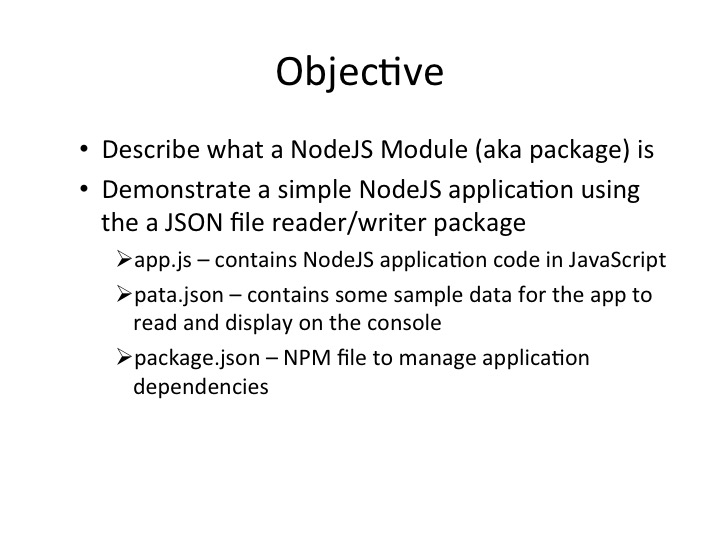 Objective
• Describe what a NodeJS Module (aka package) is
• Demonstrate a simple NodeJS application using
the a JSON file reader/writer package
➢app.js – contains NodeJS application code in JavaScript
➢pata.json – contains some sample data for the app to
read and display on the console
➢package.json – NPM file to manage application
dependencies